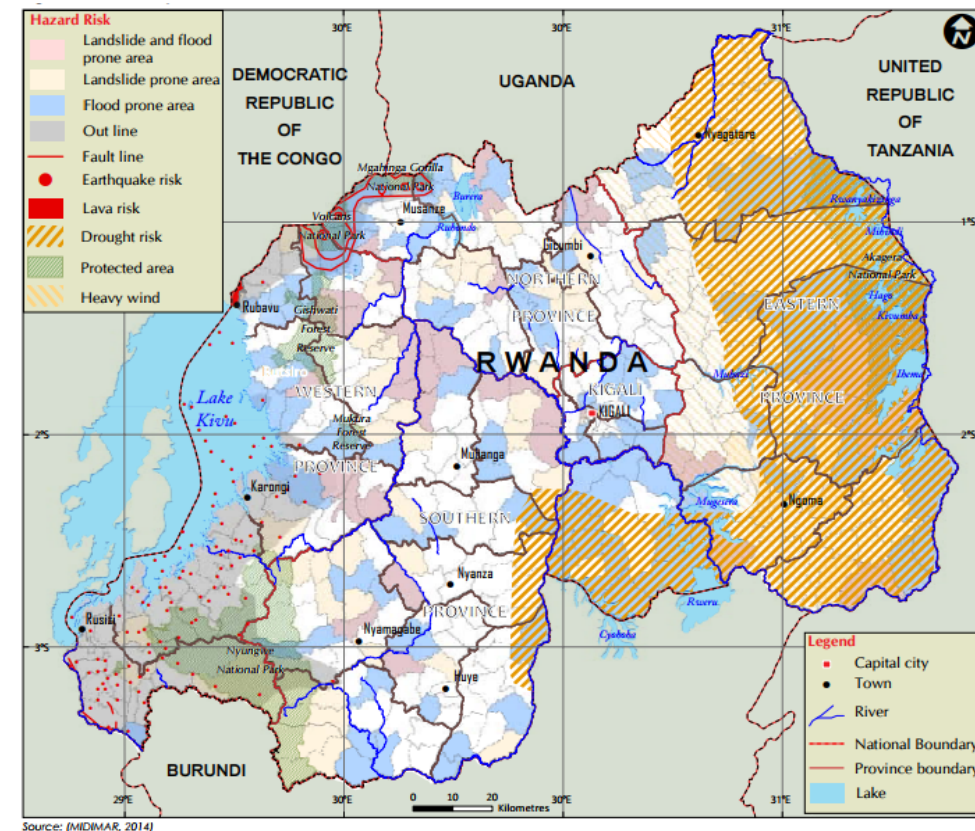 Hazard Risk
Landslide and flood
prone area
Landslide prone area
Flood prone area
Out line
Fault line
Earthquake risk
Lava risk
Drought risk
Protected area
Heavy wind
30°E
30°E
31°E
N
DEMOCRATIC
REPUBLIC
OF
THE CONGO
UGANDA
UNITED
REPUBLIC
OF
TANZANIA
Nyagatare
Mgahinga Gorilla
National Park
Burera
Musanze
Ruhondo
Volcans
National Park
Rwanyakizinga
Mihindi
1°S
Akagera
National Park
Hago
Kivumba
Gicumbi
NORTHERN
PROVINCE
EASTERN
PROVINCE
Rubavu
Gishwati
Forest
Reserve
RWANDA
Muhazi
Ihema
WESTERN
PROVINCE
KIGALI
KIGALI
Lake
Kivu
Mukura
Forest
Reserve
2°S
2°S
Muhanga
Karongi
Mugesera
Ngoma
SOUTHERN
PROVINCE
Nyanza
Rweru
Cyohoha
Rusizi
Nyamagabe
3°S
3°S
Nyungwe
National Park
Huye
BURUNDI
Legend
Capital city
Town
River
National Boundary
Province boundary
Lake
0 10 20
Kilometres
29°E
30°E
30°E
31°E
Source: (MIDIMAR, 2014)